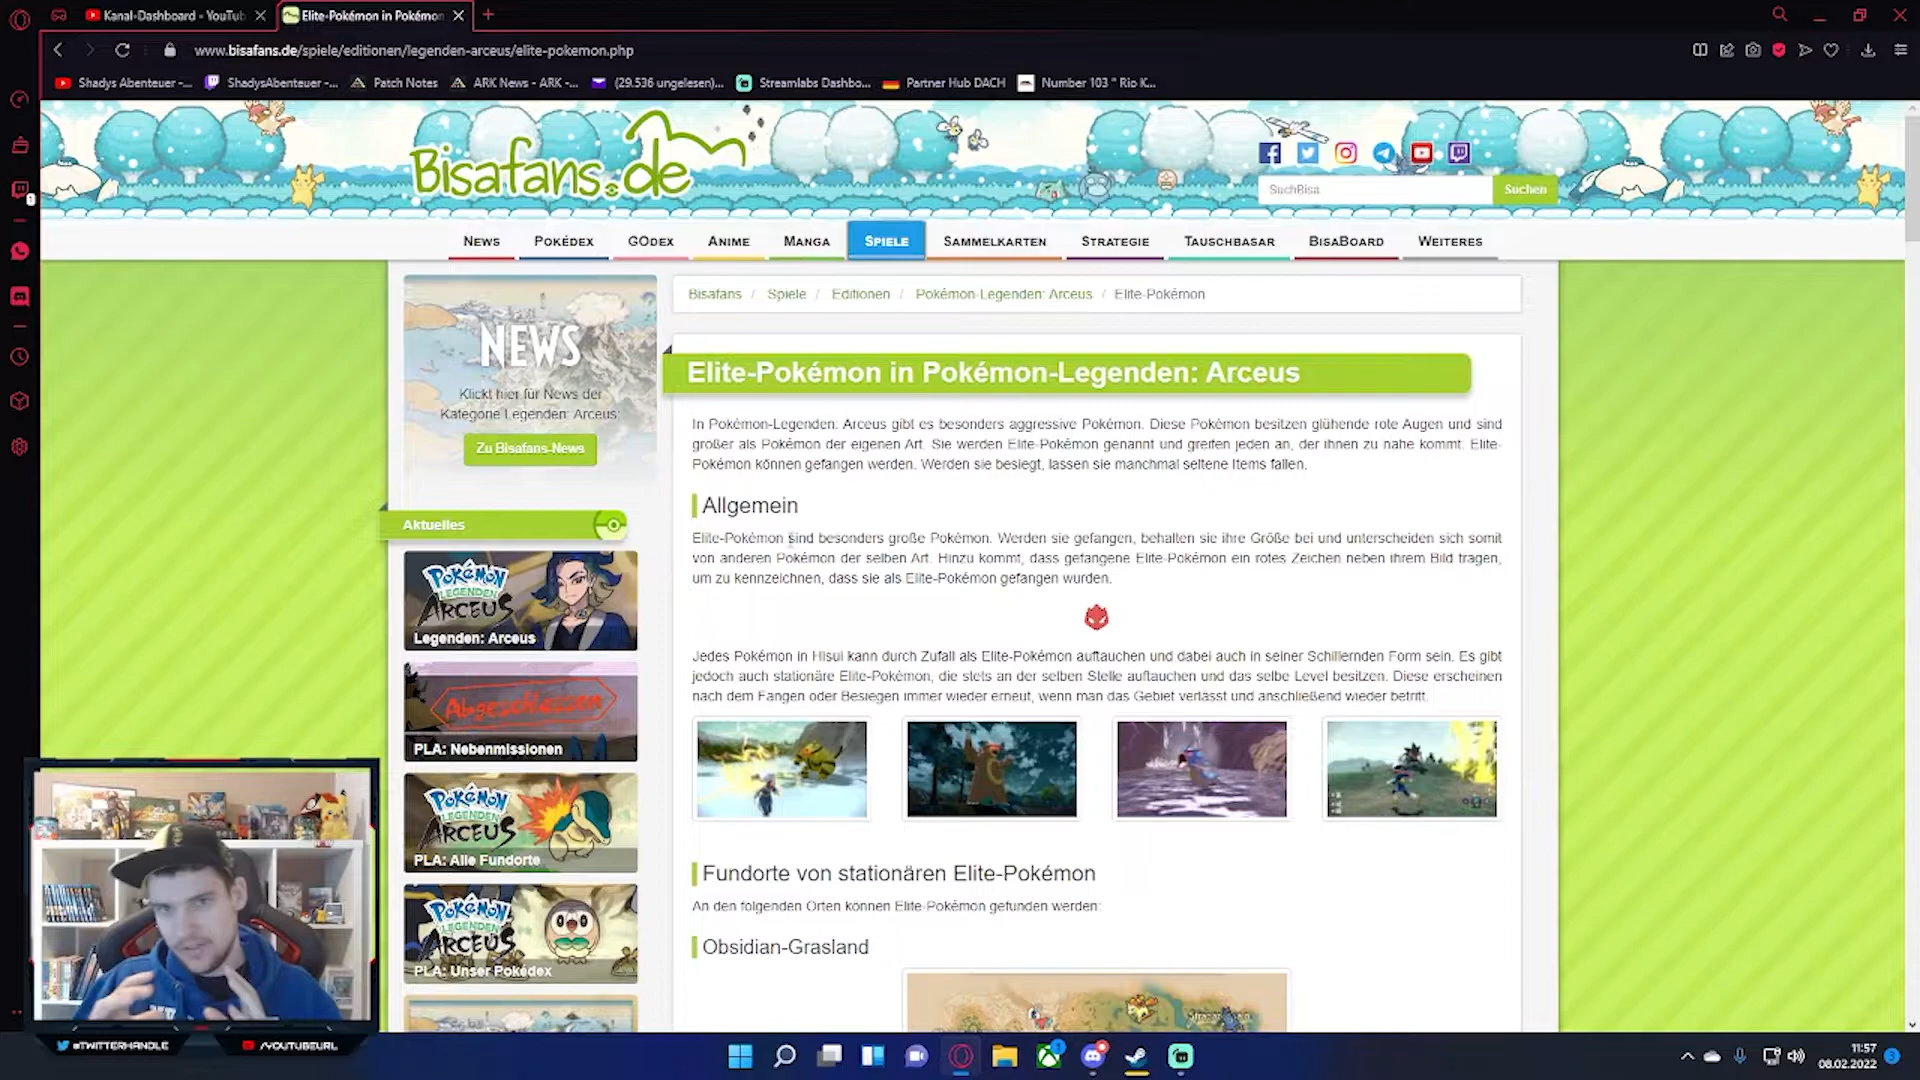 Kanal-Dashboard - YouTub
Elite-Pokémon in Pokémon
www.bisafans.de/spiele/editionen/legenden-arceus/elite-pokemon.php
Shadys Abenteuer -...
ShadysAbenteuer -...
Patch Notes
ARK News - ARK -...
(29.536 ungelesen)...
Streamlabs Dashbo...
Partner Hub DACH
Number 103 " Rio K...
Bisafans.de
SuchBisa
Suchen
News
Pokédex
GOdex
Anime
Manga
Spiele
Sammelkarten
Strategie
Tauschbasar
BisaBoard
Weiteres
NEWS
Klickt hier für News der
Kategorie Legenden: Arceus:
Zu Bisafans-News
Bisafans / Spiele / Editionen / Pokémon-Legenden: Arceus / Elite-Pokémon
Elite-Pokémon in Pokémon-Legenden: Arceus
In Pokémon-Legenden: Arceus gibt es besonders aggressive Pokémon. Diese Pokémon besitzen glühende rote Augen und sind
größer als Pokémon der eigenen Art. Sie werden Elite-Pokémon genannt und greifen jeden an, der ihnen zu nahe kommt. Elite-
Pokémon können gefangen werden. Werden sie besiegt, lassen sie manchmal seltene Items fallen.
Allgemein
Elite-Pokémon sind besonders große Pokémon. Werden sie gefangen, behalten sie ihre Größe bei und unterscheiden sich somit
von anderen Pokémon der selben Art. Hinzu kommt, dass gefangene Elite-Pokémon ein rotes Zeichen neben ihrem Bild tragen,
um zu kennzeichnen, dass sie als Elite-Pokémon gefangen wurden.
Jedes Pokémon in Hisui kann durch Zufall als Elite-Pokémon auftauchen und dabei auch in seiner Schillernden Form sein. Es gibt
jedoch auch stationäre Elite-Pokémon, die stets an der selben Stelle auftauchen und das selbe Level besitzen. Diese erscheinen
nach dem Fangen oder Besiegen immer wieder erneut, wenn man das Gebiet verlässt und anschließend wieder betritt.
Fundorte von stationären Elite-Pokémon
An den folgenden Orten können Elite-Pokémon gefunden werden:
Obsidian-Grasland
Aktuelles
POKÉMON
LEGENDEN
ARCEUS
Legenden: Arceus
Abgeschlossen
PLA: Nebenmissionen
POKÉMON
LEGENDEN
ARCEUS
PLA: Alle Fundorte
POKÉMON
LEGENDEN
ARCEUS
PLA: Unser Pokédex
@TWITTERHANDLE
/YOUTUBEURL
11:57
08.02.2022